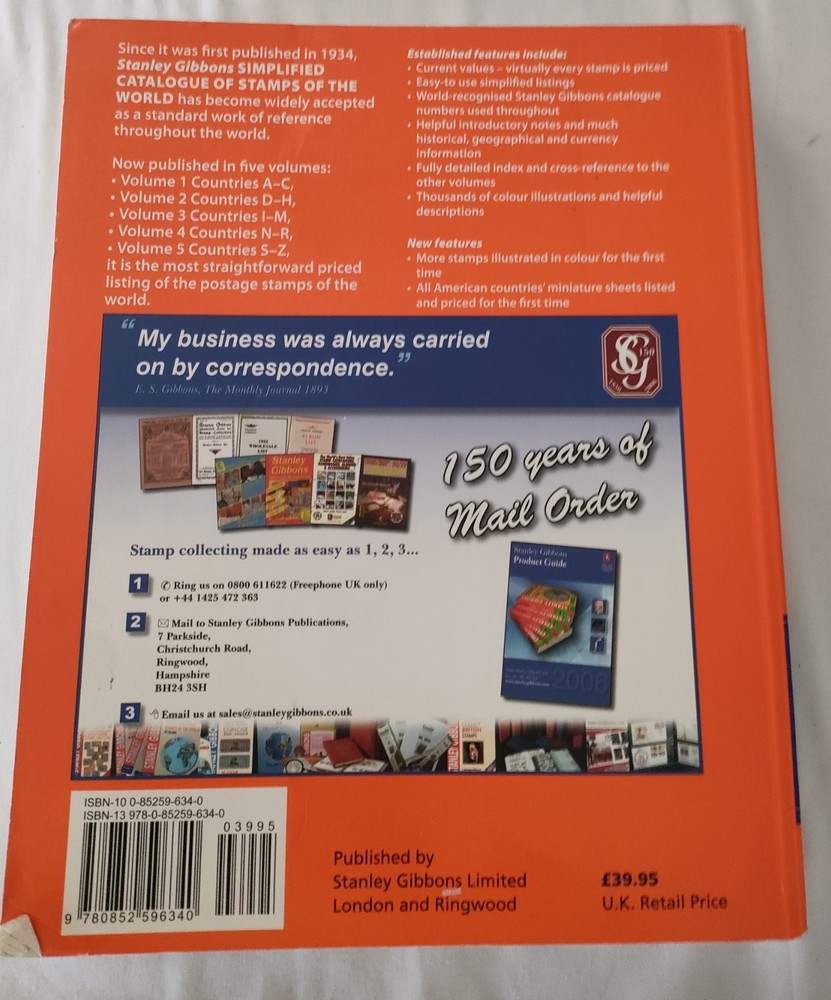 Since it was first published in 1934,
Stanley Gibbons SIMPLIFIED
CATALOGUE OF STAMPS OF THE
WORLD has become widely accepted
as a standard work of reference
throughout the world.
Now published in five volumes:
• Volume 1 Countries A–C,
• Volume 2 Countries D–H,
• Volume 3 Countries I–M,
• Volume 4 Countries N–R,
• Volume 5 Countries S–Z,
it is the most straightforward priced
listing of the postage stamps of the
world.
Established features include:
• Current values – virtually every stamp is priced
• Easy-to use simplified listings
• World-recognised Stanley Gibbons catalogue
numbers used throughout
• Helpful introductory notes and much
historical, geographical and currency
information
• Fully detailed index and cross-reference to the
other volumes
• Thousands of colour illustrations and helpful
descriptions
New features
• More stamps illustrated in colour for the first
time
• All American countries' miniature sheets listed
and priced for the first time
“My business was always carried
on by correspondence.”
E. S. Gibbons, The Monthly Journal 1893
SG 150
150 years of
Mail Order
Stanley
Gibbons
Stamp collecting made as easy as 1, 2, 3...
1 Ring us on 0800 611622 (Freephone UK only)
or +44 1425 472 363
2 Mail to Stanley Gibbons Publications,
7 Parkside,
Christchurch Road,
Ringwood,
Hampshire
BH24 3SH
3 Email us at sales@stanleygibbons.co.uk
Stanley Gibbons
Product Guide
2006
ISBN-10 0-85259-634-0
ISBN-13 978-0-85259-634-0
03995
9 780852 596340
Published by
Stanley Gibbons Limited
London and Ringwood
£39.95
U.K. Retail Price